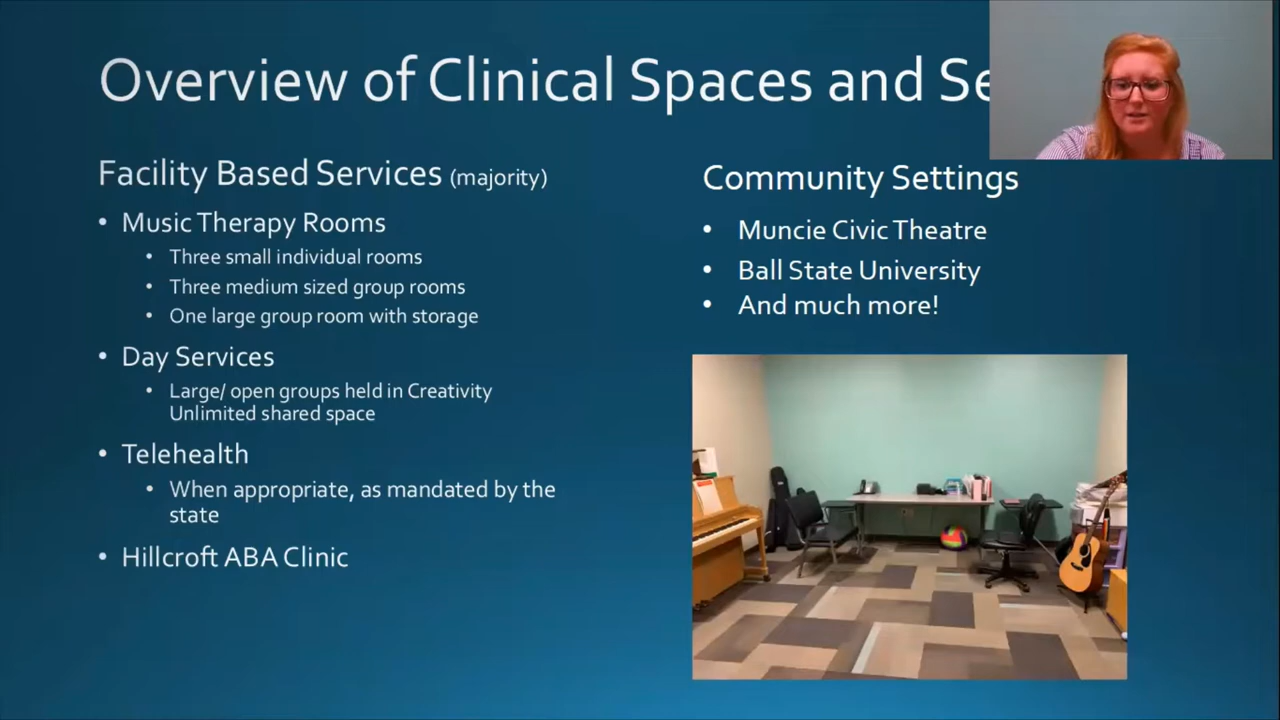 Overview of Clinical Spaces and Se
Facility Based Services (majority)
• Music Therapy Rooms
• Three small individual rooms
• Three medium sized group rooms
• One large group room with storage
• Day Services
• Large/ open groups held in Creativity
Unlimited shared space
• Telehealth
• When appropriate, as mandated by the
state
• Hillcroft ABA Clinic
Community Settings
• Muncie Civic Theatre
• Ball State University
• And much more!